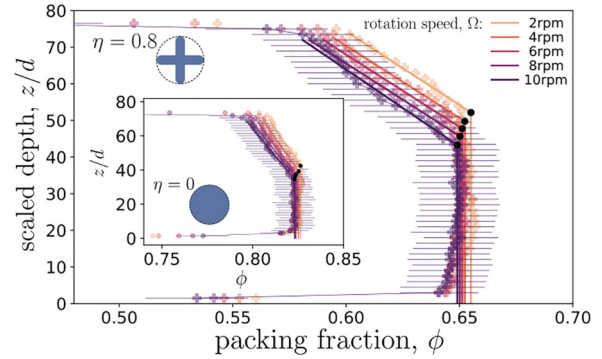 rotation speed, Ω:
2rpm
4rpm
6rpm
8rpm
10rpm
η = 0.8
80
70
60
50
40
30
20
10
0
scaled depth, z/d
0.50
0.55
0.60
0.65
0.70
packing fraction, ϕ
η = 0
80
60
40
20
0
z/d
0.75
0.80
0.85
ϕ